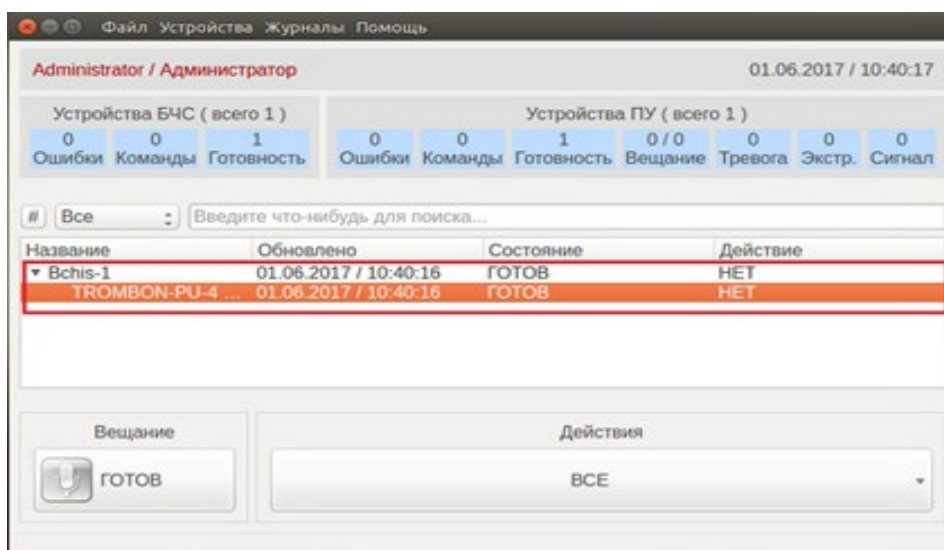 Файл Устройства Журналы Помощь
Administrator / Администратор 01.06.2017 / 10:40:17
Устройства БЧС ( всего 1 ) Устройства ПУ ( всего 1 )
0 0 1 0 0 1 0 / 0 0 0 0
Ошибки Команды Готовность Ошибки Команды Готовность Вещание Тревога Экстр. Сигнал
# Все Введите что-нибудь для поиска...
Название Обновлено Состояние Действие
Bchis-1 01.06.2017 / 10:40:16 ГОТОВ НЕТ
TROMBON-PU-4 ... 01.06.2017 / 10:40:16 ГОТОВ НЕТ
Вещание Действия
ГОТОВ ВСЕ